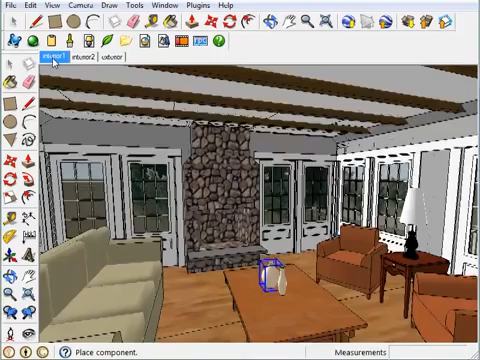 File Edit View Camera Draw Tools Window Plugins Help
interior1 interior2 exterior
Place component. Measurements